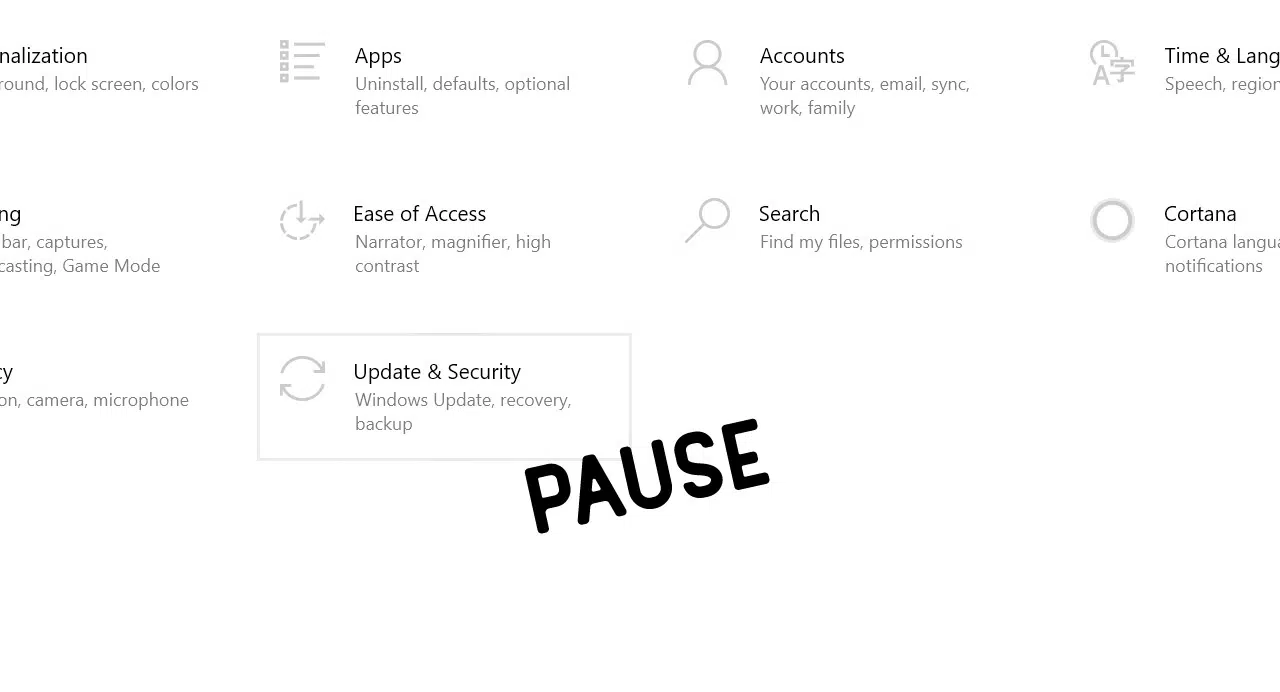 nalization
Apps
Accounts
Time & Lang
round, lock screen, colors
Uninstall, defaults, optional
features
Your accounts, email, sync,
work, family
Speech, region
ng
Ease of Access
Search
Cortana
bar, captures,
casting, Game Mode
Narrator, magnifier, high
contrast
Find my files, permissions
Cortana langua
notifications
cy
Update & Security
on, camera, microphone
Windows Update, recovery,
backup
PAUSE